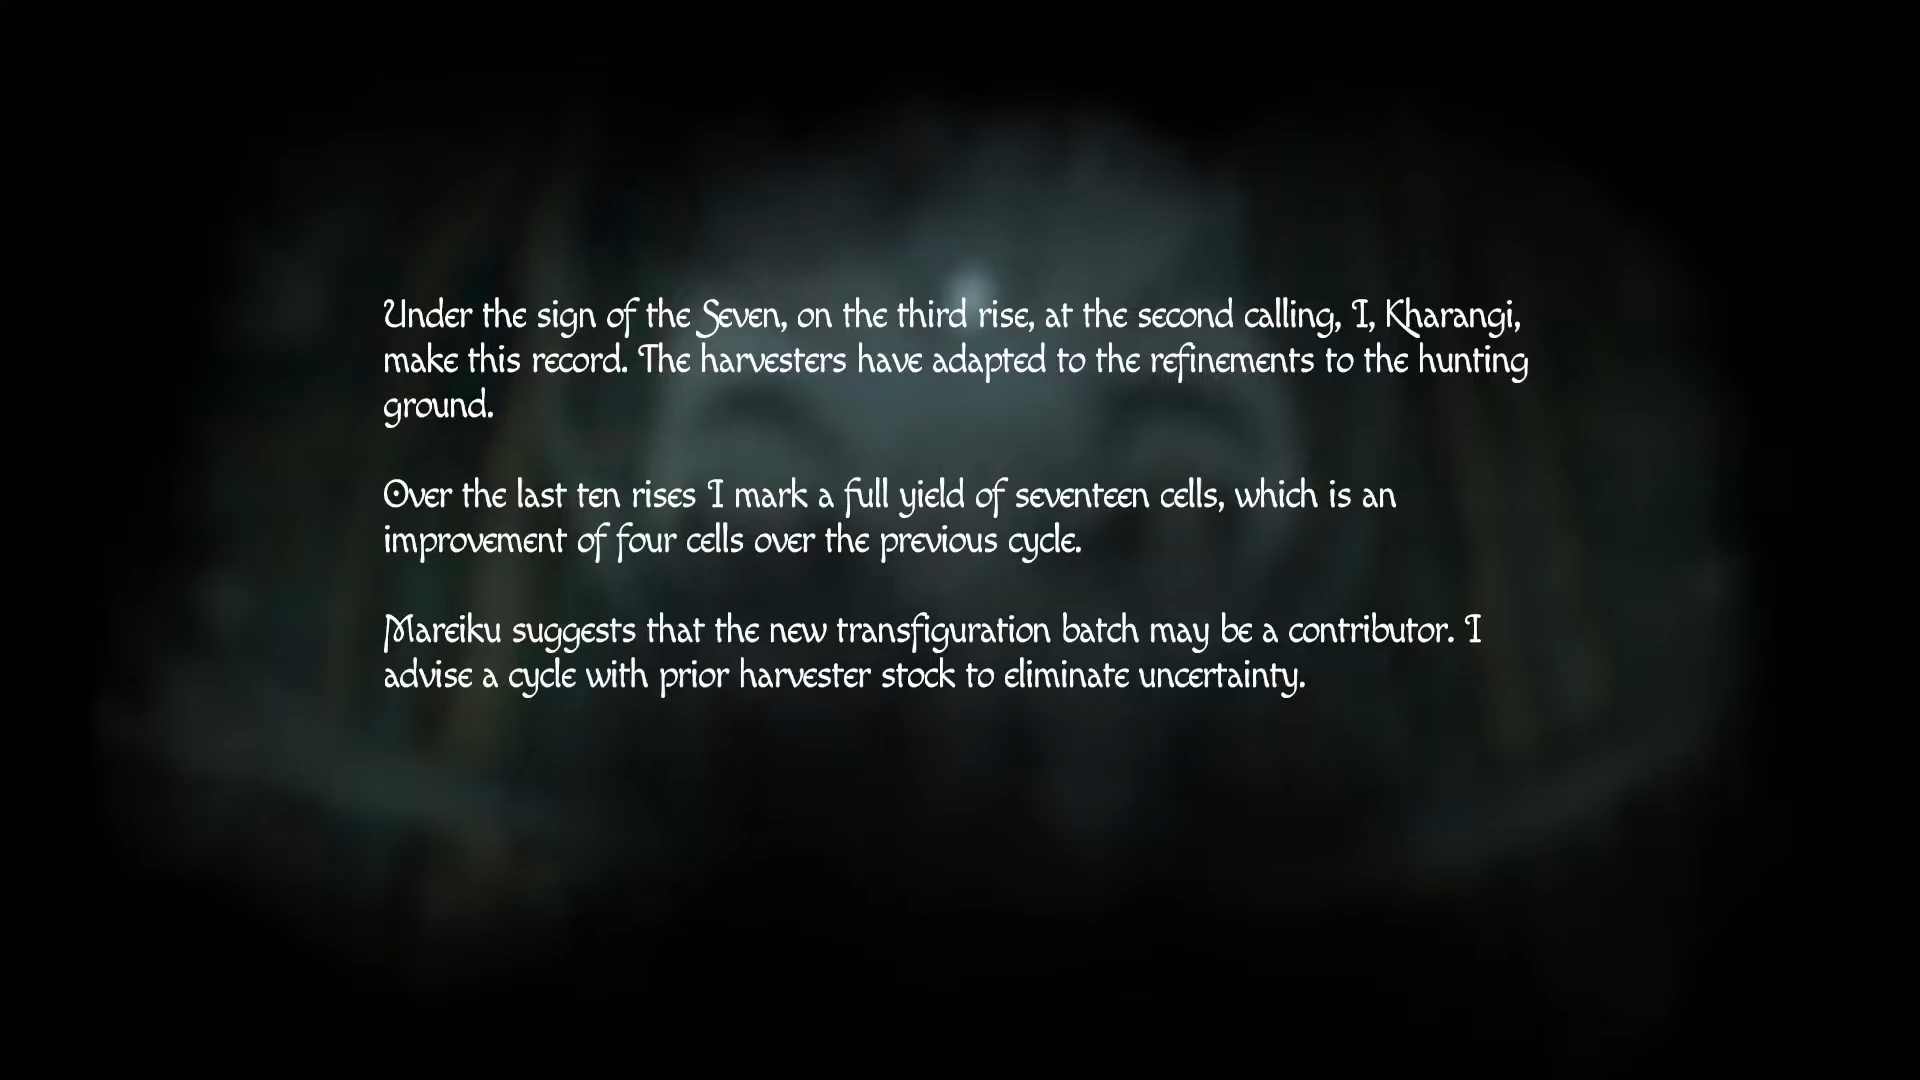 Under the sign of the Seven, on the third rise, at the second calling, I, Kharangi,
make this record. The harvesters have adapted to the refinements to the hunting
ground.
Over the last ten rises I mark a full yield of seventeen cells, which is an
improvement of four cells over the previous cycle.
Mareiku suggests that the new transfiguration batch may be a contributor. I
advise a cycle with prior harvester stock to eliminate uncertainty.